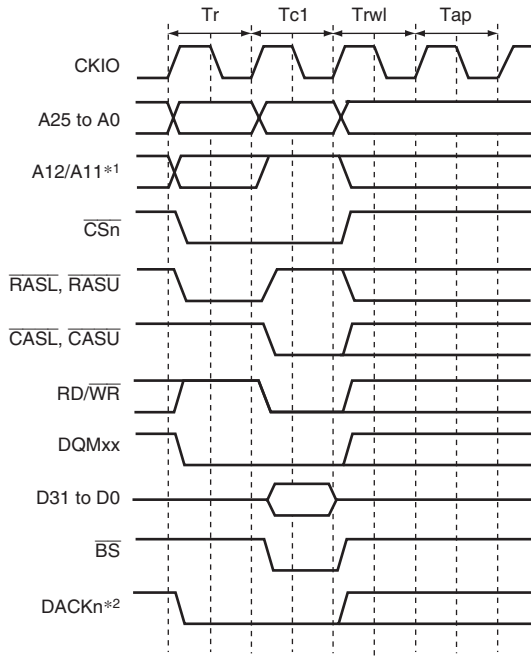 Tr Tc1 Trwl Tap
CKIO
A25 to A0
A12/A11*1
CSn
RASL, RASU
CASL, CASU
RD/WR
DQMxx
D31 to D0
BS
DACKn*2